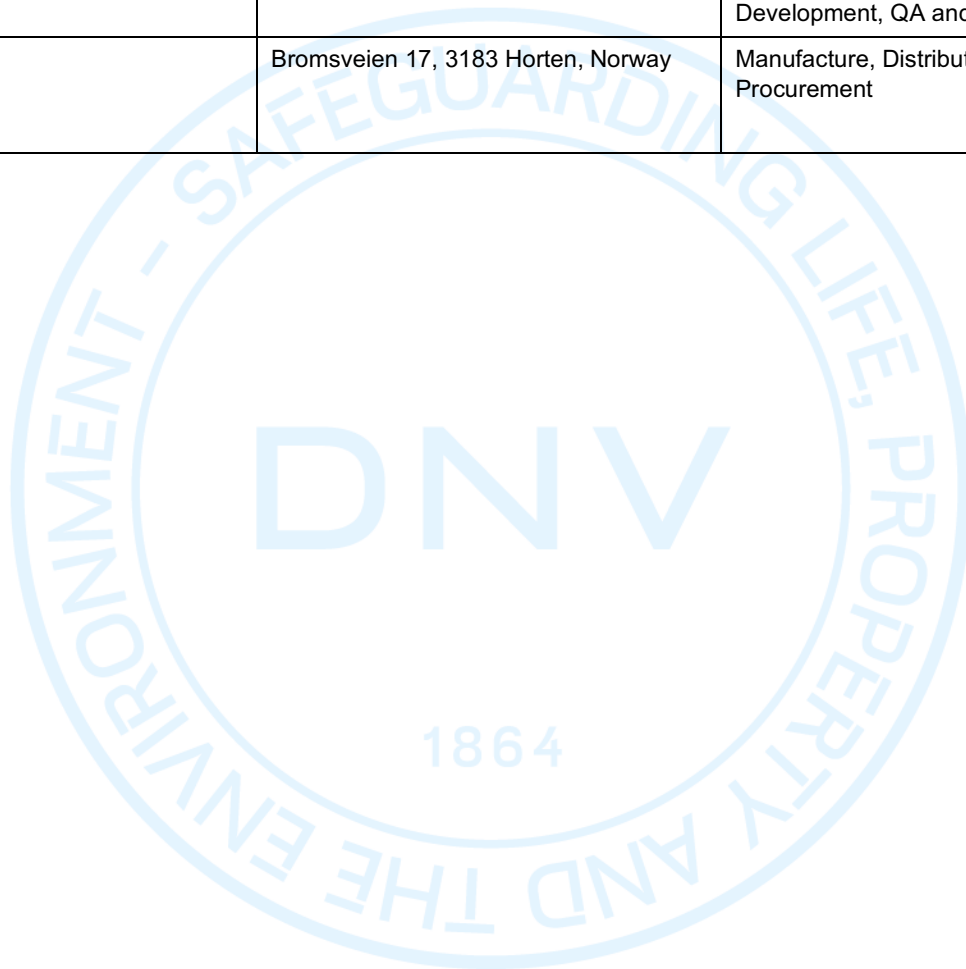 Development, QA and
Bromsveien 17, 3183 Horten, Norway
Manufacture, Distribut
Procurement
SAFEGUARDING LIFE, PROPERTY AND THE ENVIRONMENT -
DNV
1864